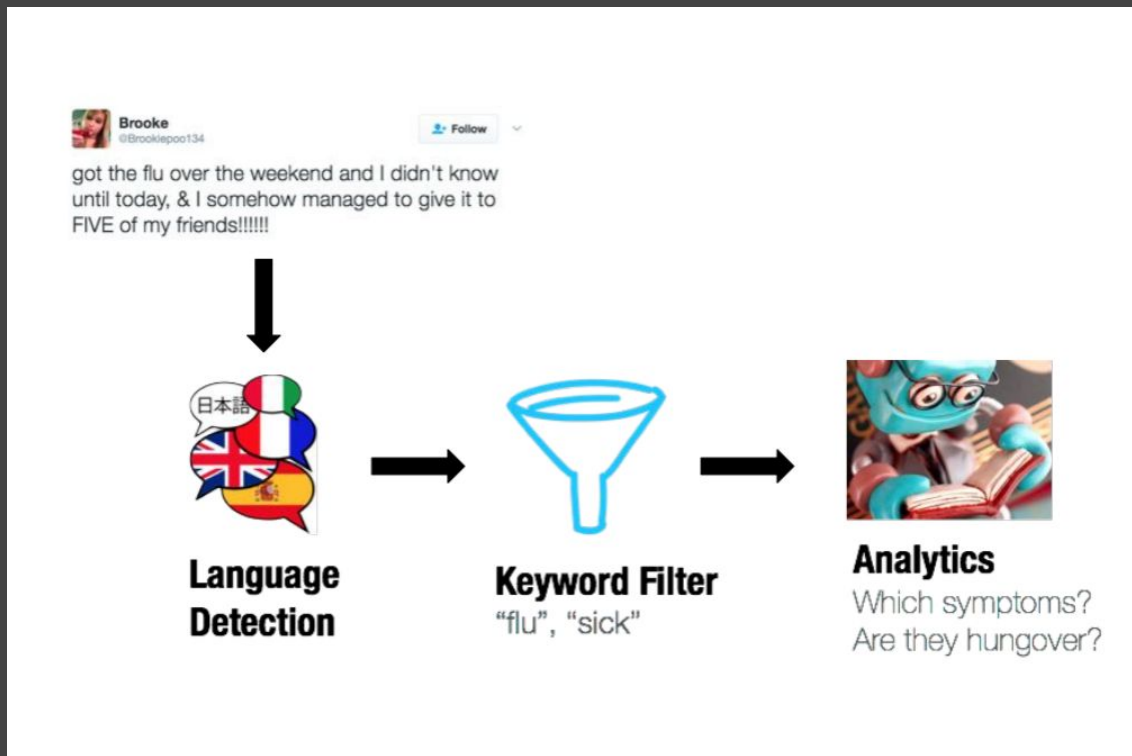 Brooke
@Brookiepoo134
Follow
got the flu over the weekend and I didn't know
until today, & I somehow managed to give it to
FIVE of my friends!!!!!!
日本語
Language
Detection
Keyword Filter
“flu”, “sick”
Analytics
Which symptoms?
Are they hungover?